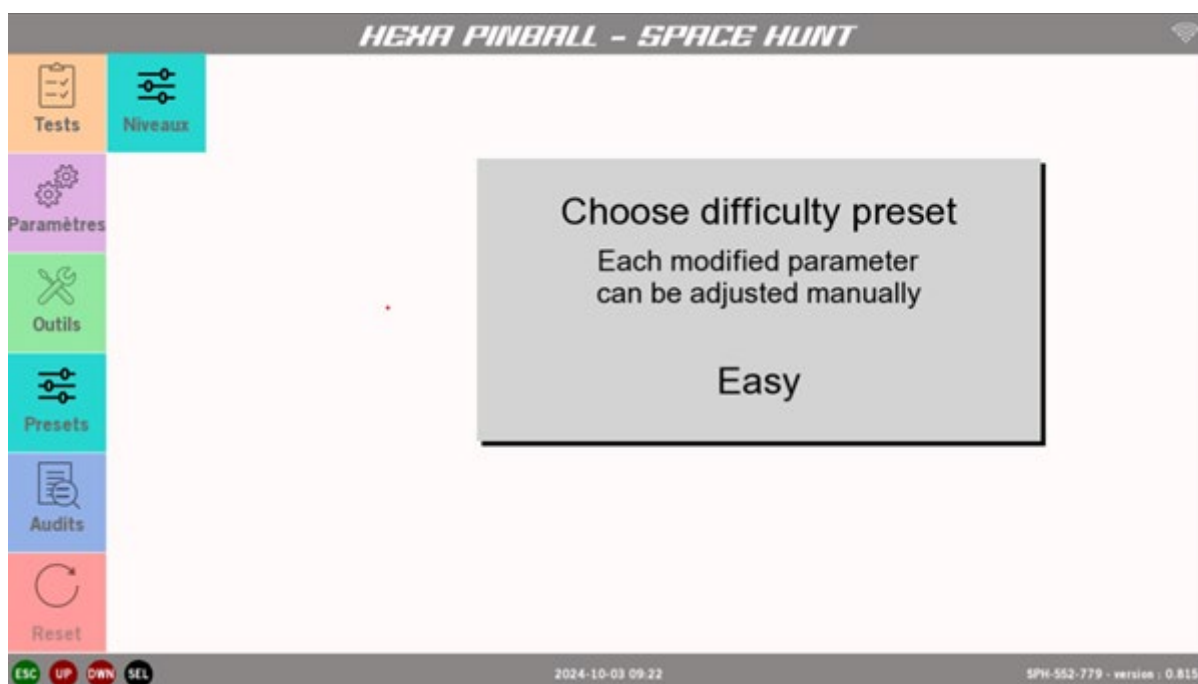 HEXA PINBALL - SPACE HUNT
Tests
Niveaux
Paramètres
Outils
Presets
Audits
Reset
Choose difficulty preset
Each modified parameter
can be adjusted manually
Easy
ESC UP DWN SEL
2024-10-03 09:22
SPH-552-779 - version : 0.815